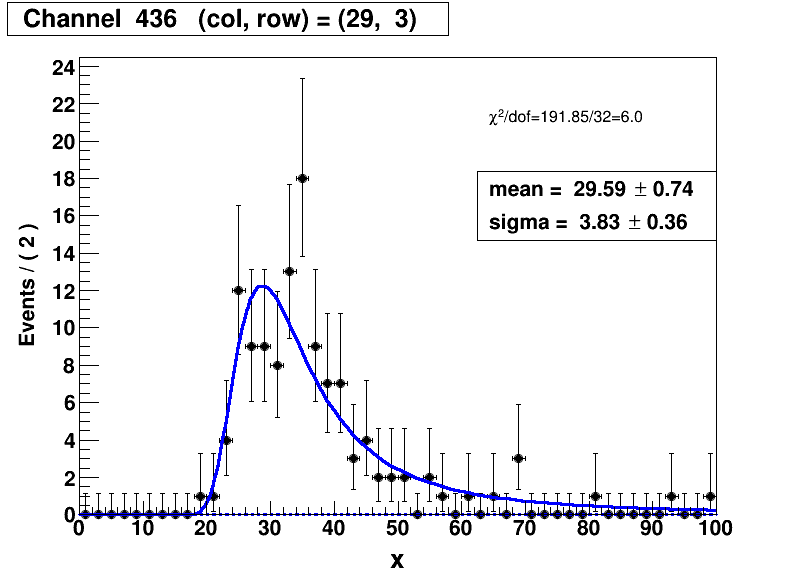 Channel 436 (col, row) = (29, 3)
χ²/dof=191.85/32=6.0
mean = 29.59 ± 0.74
sigma = 3.83 ± 0.36
Events / ( 2 )
24
22
20
18
16
14
12
10
8
6
4
2
0
0 10 20 30 40 50 60 70 80 90 100
x